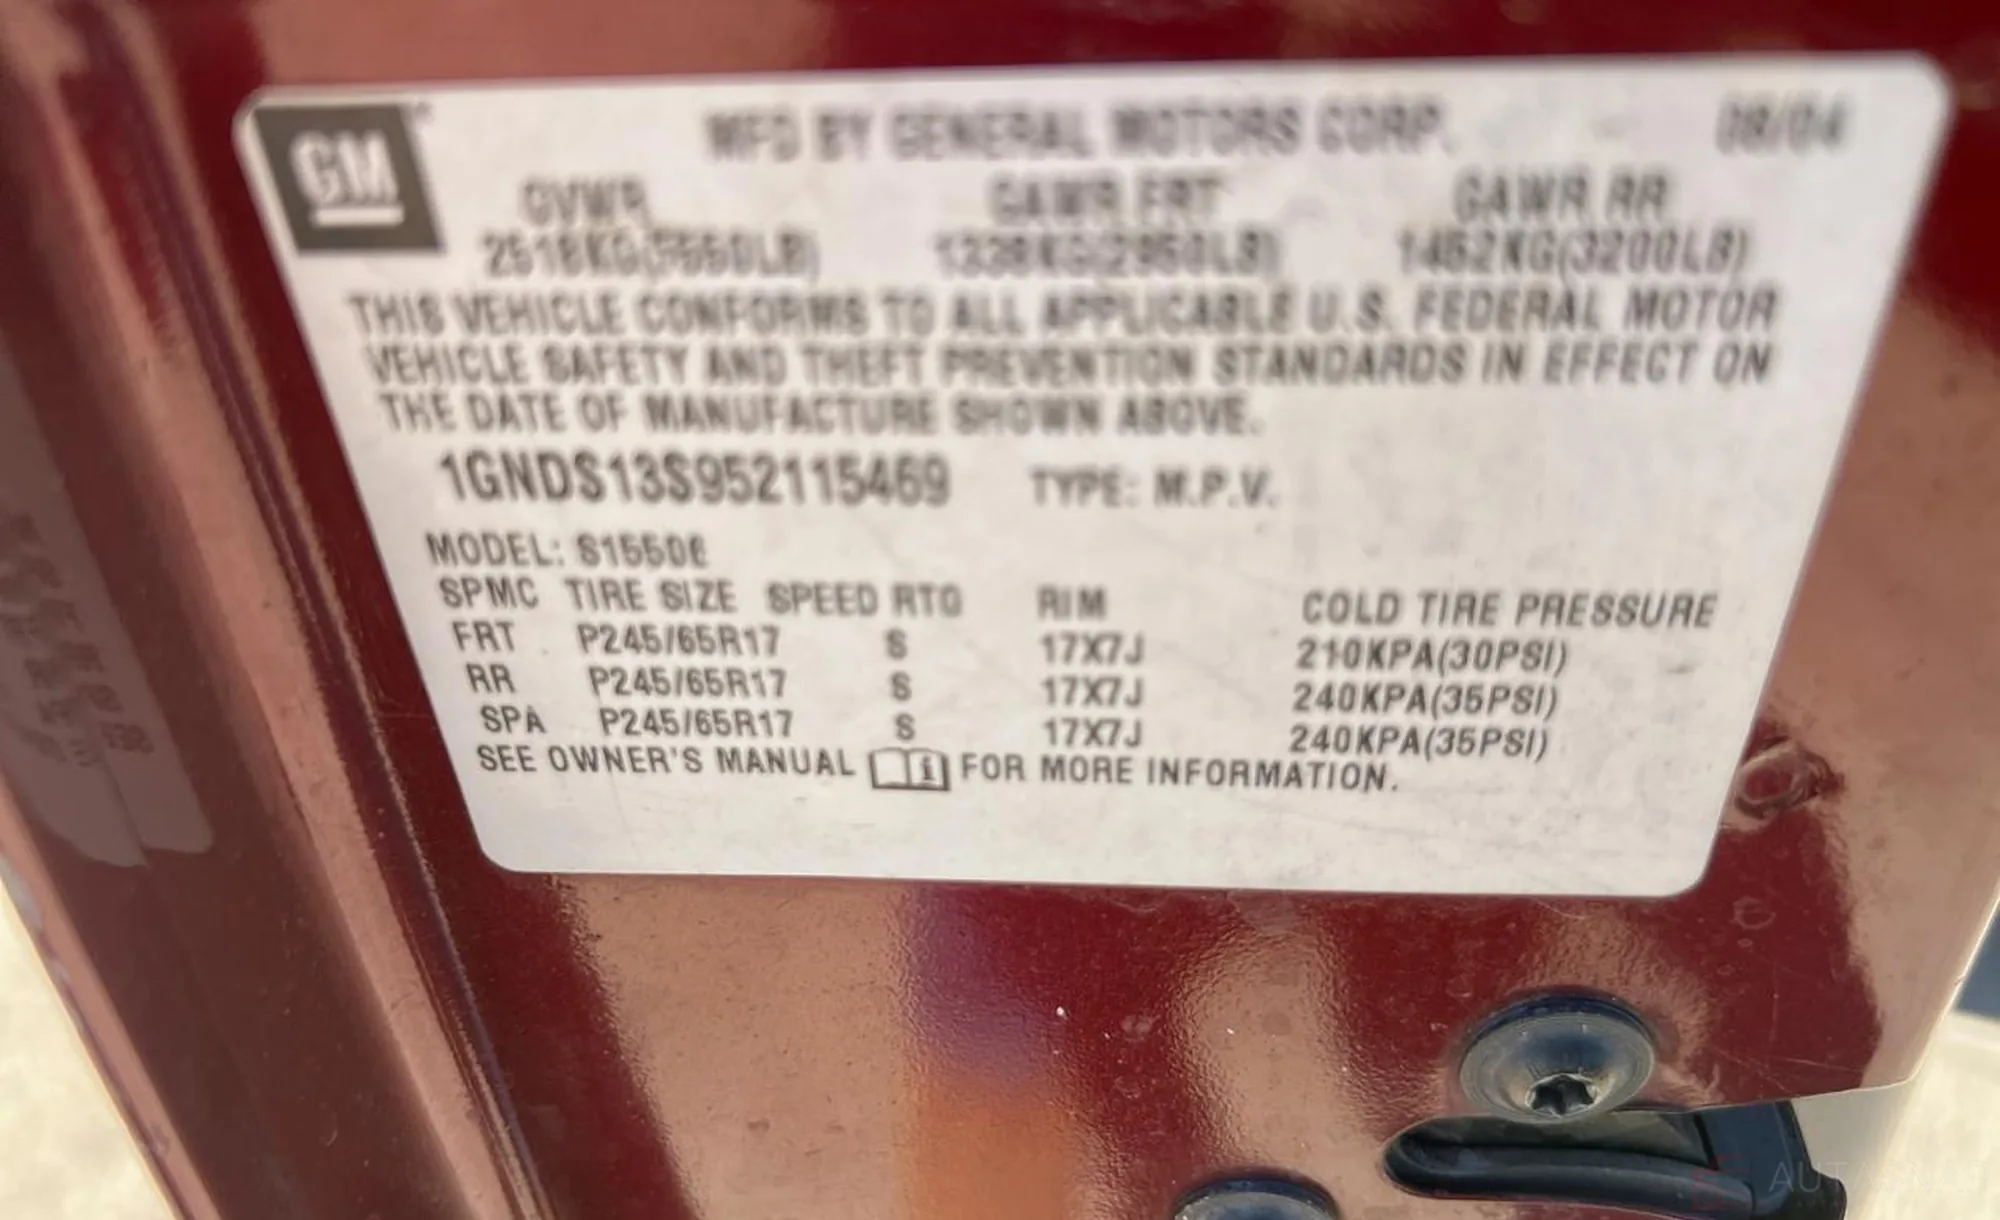 GM
MFD BY GENERAL MOTORS CORP. 08/04
GVWR GAWR FRT GAWR RR
2518KG(5550LB) 1338KG(2950LB) 1452KG(3200LB)
THIS VEHICLE CONFORMS TO ALL APPLICABLE U.S. FEDERAL MOTOR
VEHICLE SAFETY AND THEFT PREVENTION STANDARDS IN EFFECT ON
THE DATE OF MANUFACTURE SHOWN ABOVE.
1GNDS13S952115469 TYPE: M.P.V.
MODEL: S15506
SPMC TIRE SIZE SPEED RTG RIM COLD TIRE PRESSURE
FRT P245/65R17 S 17X7J 210KPA(30PSI)
RR P245/65R17 S 17X7J 240KPA(35PSI)
SPA P245/65R17 S 17X7J 240KPA(35PSI)
SEE OWNER'S MANUAL FOR MORE INFORMATION.